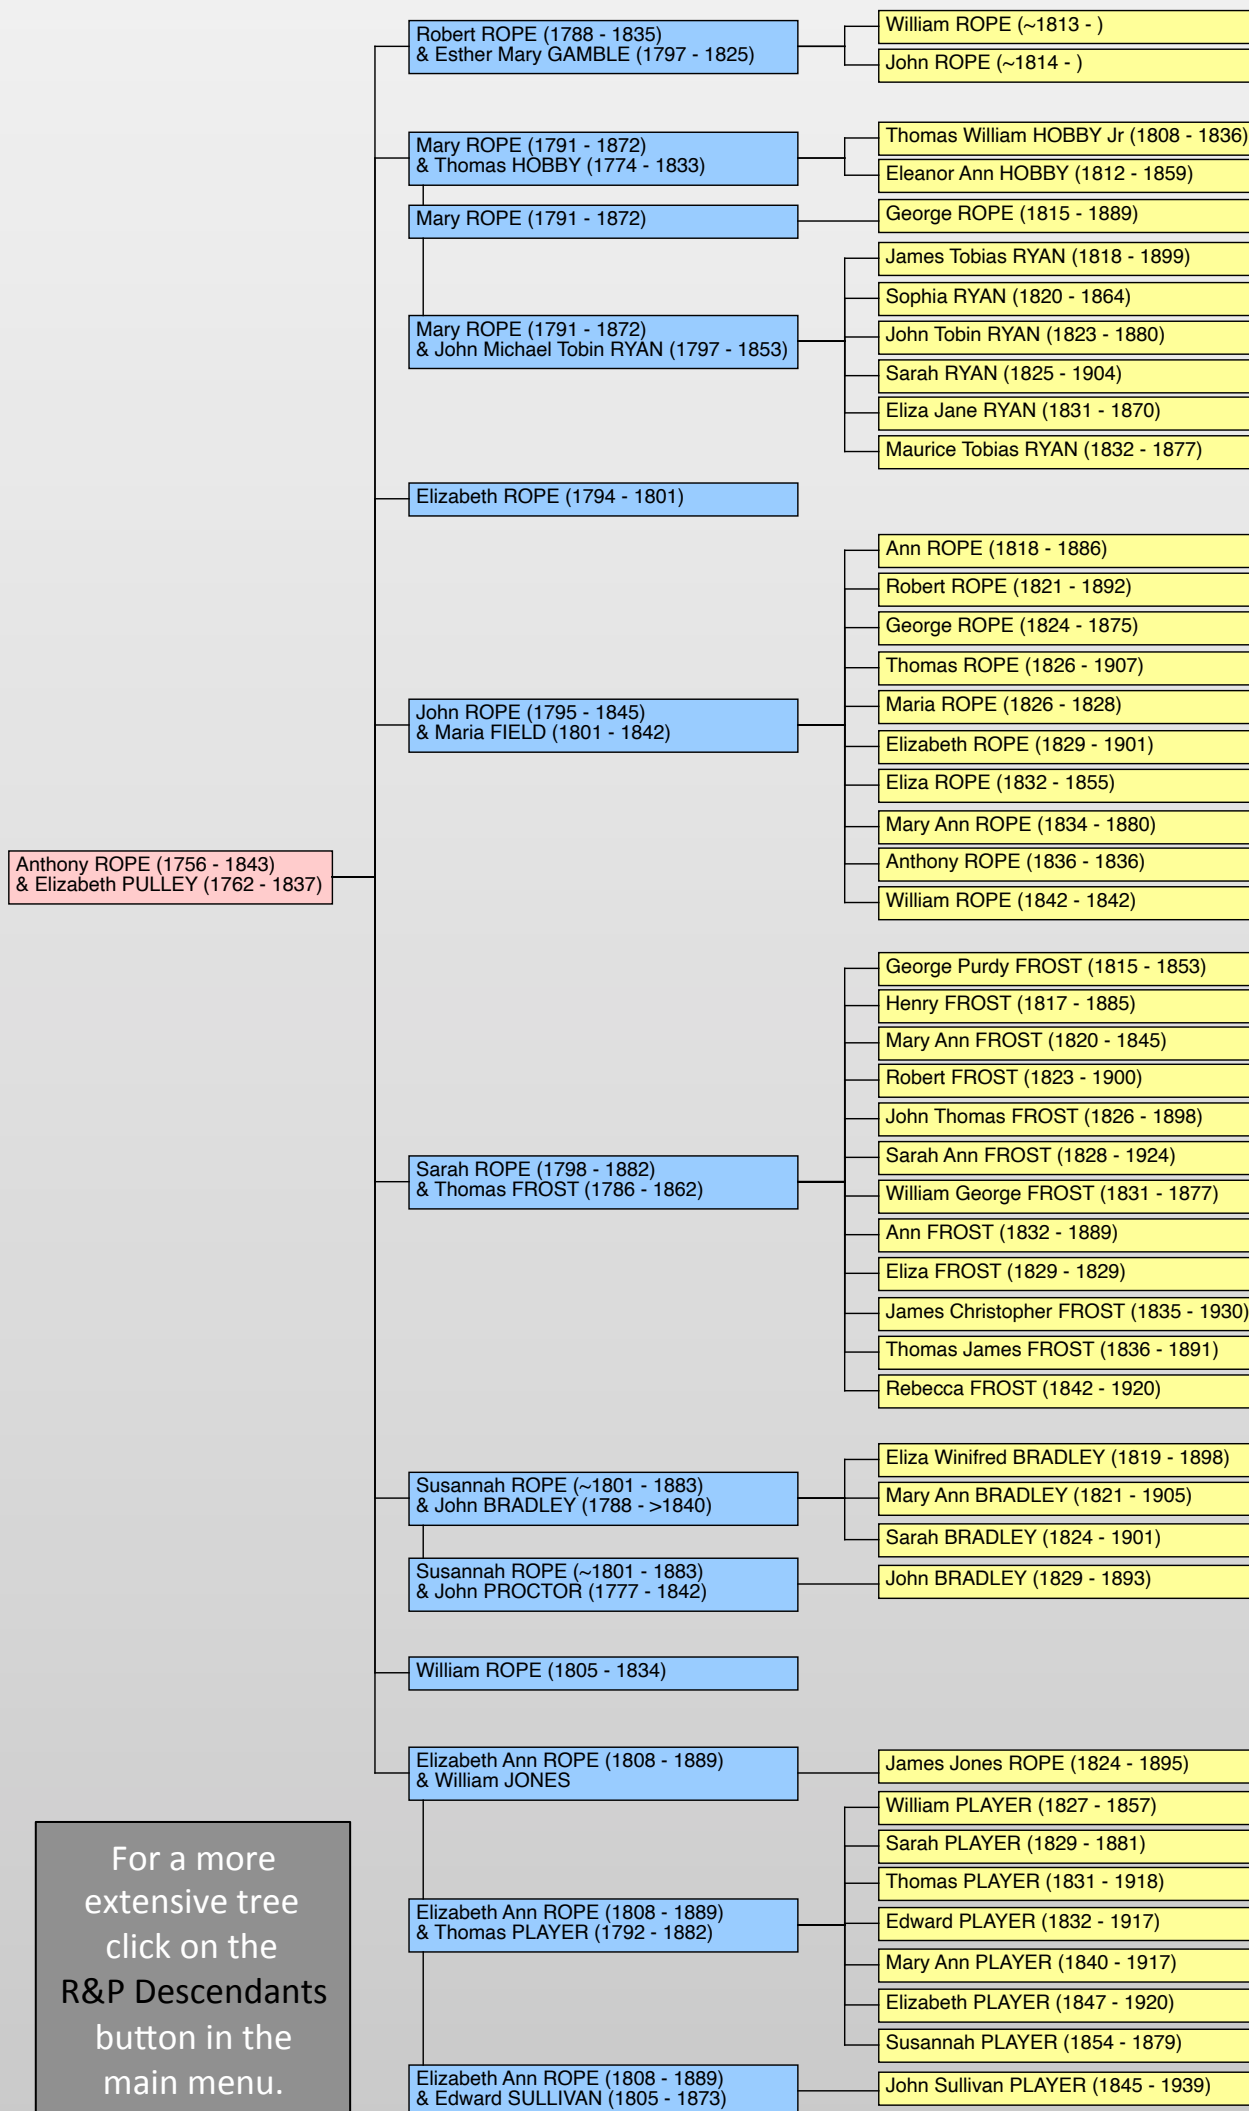 Robert ROPE (1788 - 1835)
& Esther Mary GAMBLE (1797 - 1825)
William ROPE (~1813 - )
John ROPE (~1814 - )
Mary ROPE (1791 - 1872)
& Thomas HOBBY (1774 - 1833)
Thomas William HOBBY Jr (1808 - 1836)
Eleanor Ann HOBBY (1812 - 1859)
Mary ROPE (1791 - 1872)
George ROPE (1815 - 1889)
Mary ROPE (1791 - 1872)
& John Michael Tobin RYAN (1797 - 1853)
James Tobias RYAN (1818 - 1899)
Sophia RYAN (1820 - 1864)
John Tobin RYAN (1823 - 1880)
Sarah RYAN (1825 - 1904)
Eliza Jane RYAN (1831 - 1870)
Maurice Tobias RYAN (1832 - 1877)
Elizabeth ROPE (1794 - 1801)
John ROPE (1795 - 1845)
& Maria FIELD (1801 - 1842)
Ann ROPE (1818 - 1886)
Robert ROPE (1821 - 1892)
George ROPE (1824 - 1875)
Thomas ROPE (1826 - 1907)
Maria ROPE (1826 - 1828)
Elizabeth ROPE (1829 - 1901)
Eliza ROPE (1832 - 1855)
Mary Ann ROPE (1834 - 1880)
Anthony ROPE (1836 - 1836)
William ROPE (1842 - 1842)
Anthony ROPE (1756 - 1843)
& Elizabeth PULLEY (1762 - 1837)
Sarah ROPE (1798 - 1882)
& Thomas FROST (1786 - 1862)
George Purdy FROST (1815 - 1853)
Henry FROST (1817 - 1885)
Mary Ann FROST (1820 - 1845)
Robert FROST (1823 - 1900)
John Thomas FROST (1826 - 1898)
Sarah Ann FROST (1828 - 1924)
William George FROST (1831 - 1877)
Ann FROST (1832 - 1889)
Eliza FROST (1829 - 1829)
James Christopher FROST (1835 - 1930)
Thomas James FROST (1836 - 1891)
Rebecca FROST (1842 - 1920)
Susannah ROPE (~1801 - 1883)
& John BRADLEY (1788 - >1840)
Eliza Winifred BRADLEY (1819 - 1898)
Mary Ann BRADLEY (1821 - 1905)
Sarah BRADLEY (1824 - 1901)
Susannah ROPE (~1801 - 1883)
& John PROCTOR (1777 - 1842)
John BRADLEY (1829 - 1893)
William ROPE (1805 - 1834)
Elizabeth Ann ROPE (1808 - 1889)
& William JONES
James Jones ROPE (1824 - 1895)
Elizabeth Ann ROPE (1808 - 1889)
& Thomas PLAYER (1792 - 1882)
William PLAYER (1827 - 1857)
Sarah PLAYER (1829 - 1881)
Thomas PLAYER (1831 - 1918)
Edward PLAYER (1832 - 1917)
Mary Ann PLAYER (1840 - 1917)
Elizabeth PLAYER (1847 - 1920)
Susannah PLAYER (1854 - 1879)
Elizabeth Ann ROPE (1808 - 1889)
& Edward SULLIVAN (1805 - 1873)
John Sullivan PLAYER (1845 - 1939)
For a more
extensive tree
click on the
R&P Descendants
button in the
main menu.